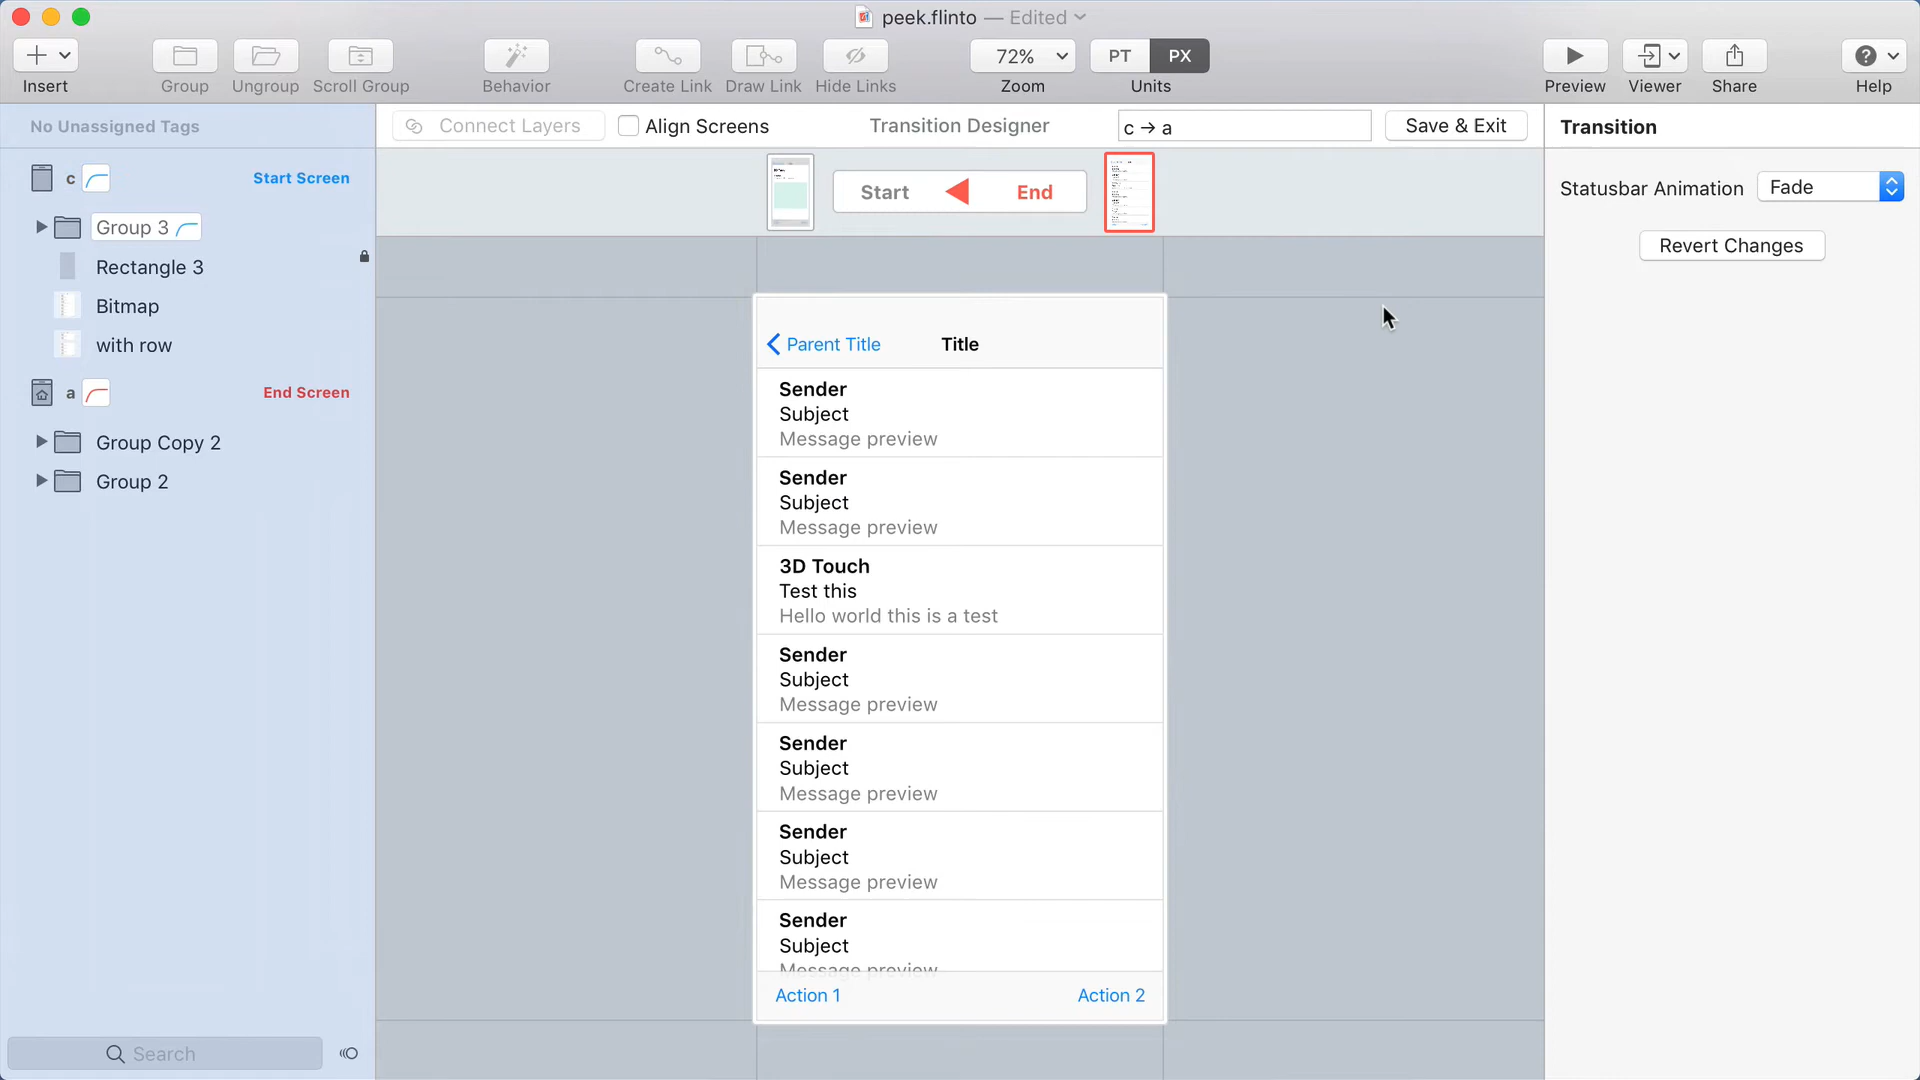 peek.flinto — Edited
Insert
Group
Ungroup
Scroll Group
Behavior
Create Link
Draw Link
Hide Links
72%
Zoom
PT
PX
Units
Preview
Viewer
Share
Help
No Unassigned Tags
Connect Layers
Align Screens
Transition Designer
c → a
Save & Exit
Transition
c
Start Screen
Start
End
Statusbar Animation
Fade
Group 3
Revert Changes
Rectangle 3
Bitmap
with row
a
End Screen
Group Copy 2
Group 2
Parent Title
Title
Sender
Subject
Message preview
Sender
Subject
Message preview
3D Touch
Test this
Hello world this is a test
Sender
Subject
Message preview
Sender
Subject
Message preview
Sender
Subject
Message preview
Sender
Subject
Message preview
Action 1
Action 2
Search